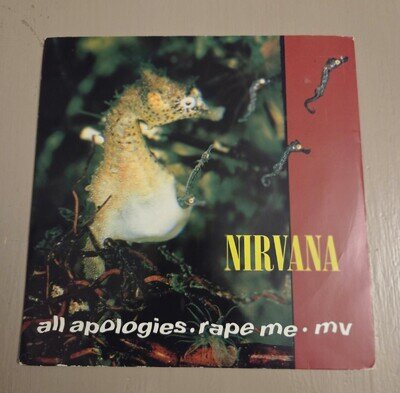 NIRVANA
all apologies • rape me • mv